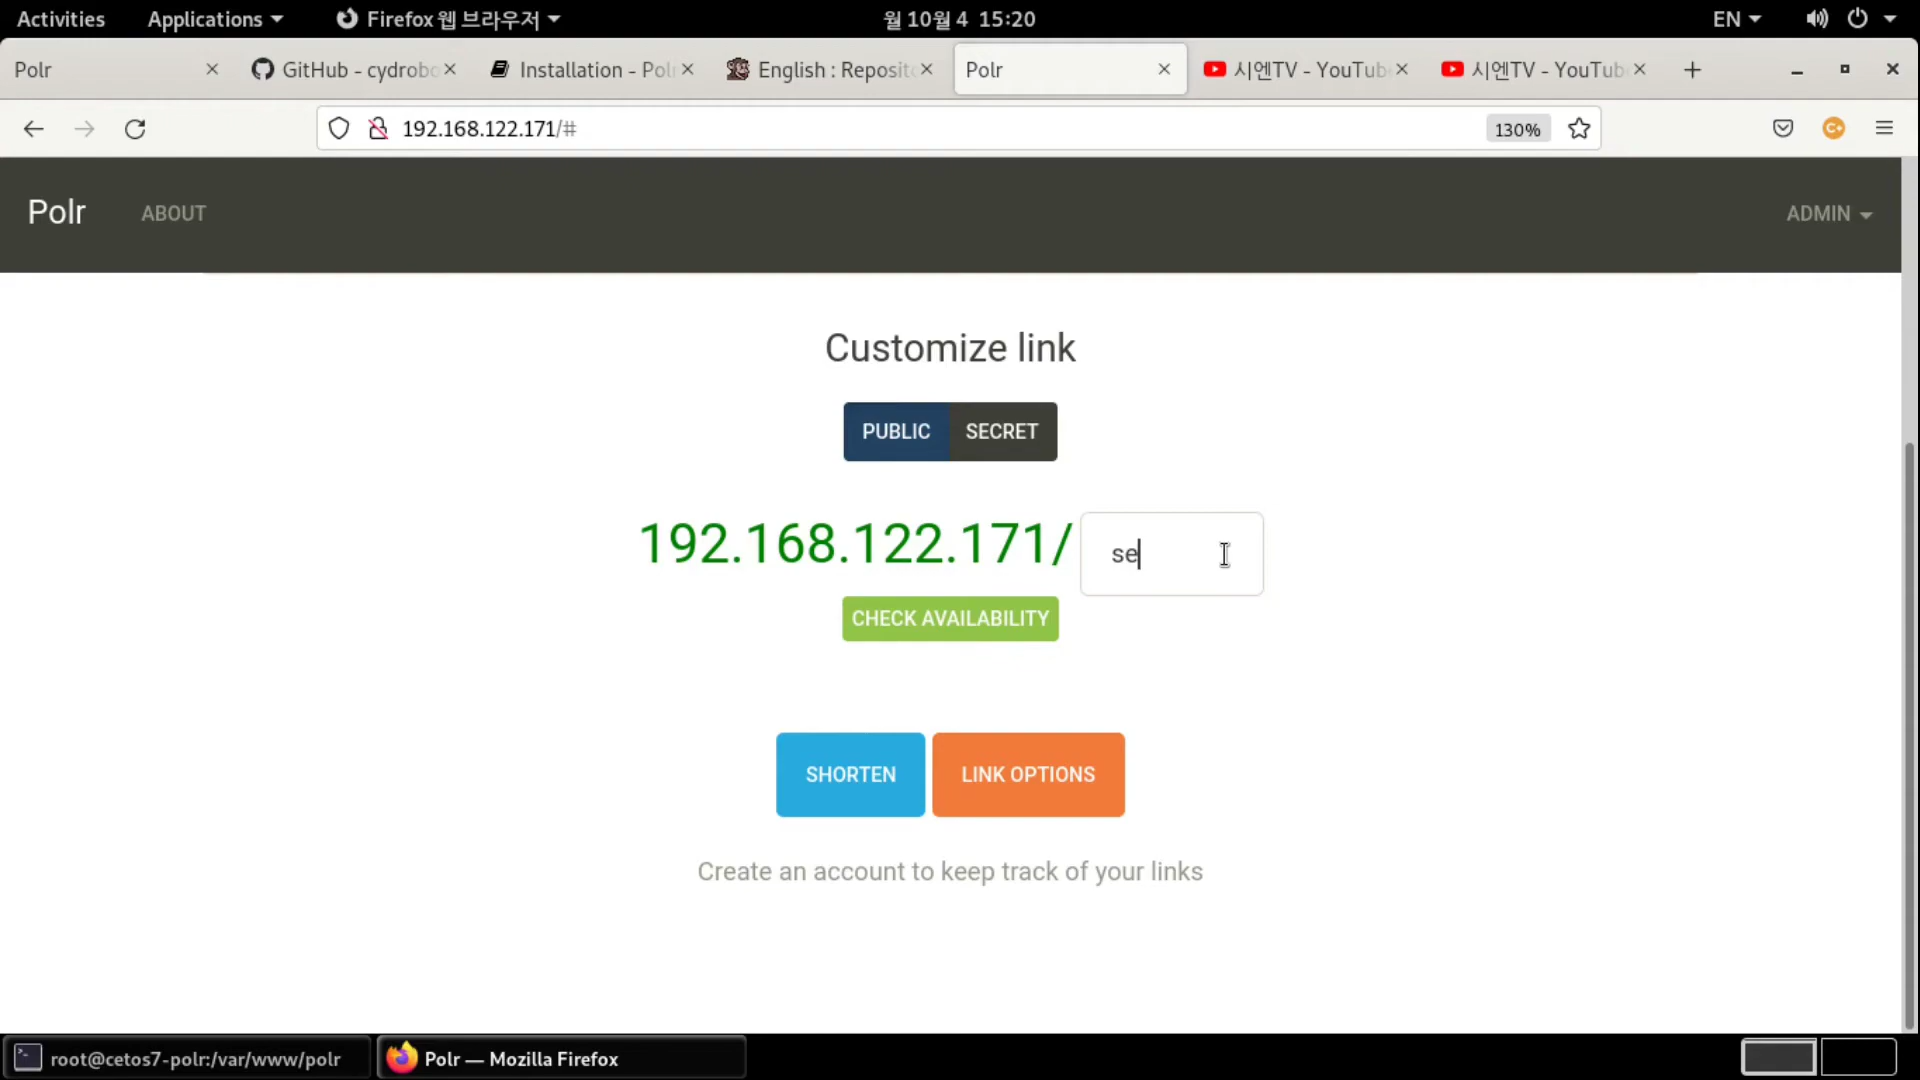 Activities Applications Firefox 웹 브라우저 월 10월 4 15:20 EN
Polr GitHub - cydrobo Installation - Pol English : Reposito Polr 시엔TV - YouTub 시엔TV - YouTub
192.168.122.171/# 130%
Polr ABOUT ADMIN
Customize link
PUBLIC SECRET
192.168.122.171/ se
CHECK AVAILABILITY
SHORTEN LINK OPTIONS
Create an account to keep track of your links
root@cetos7-polr:/var/www/polr Polr — Mozilla Firefox